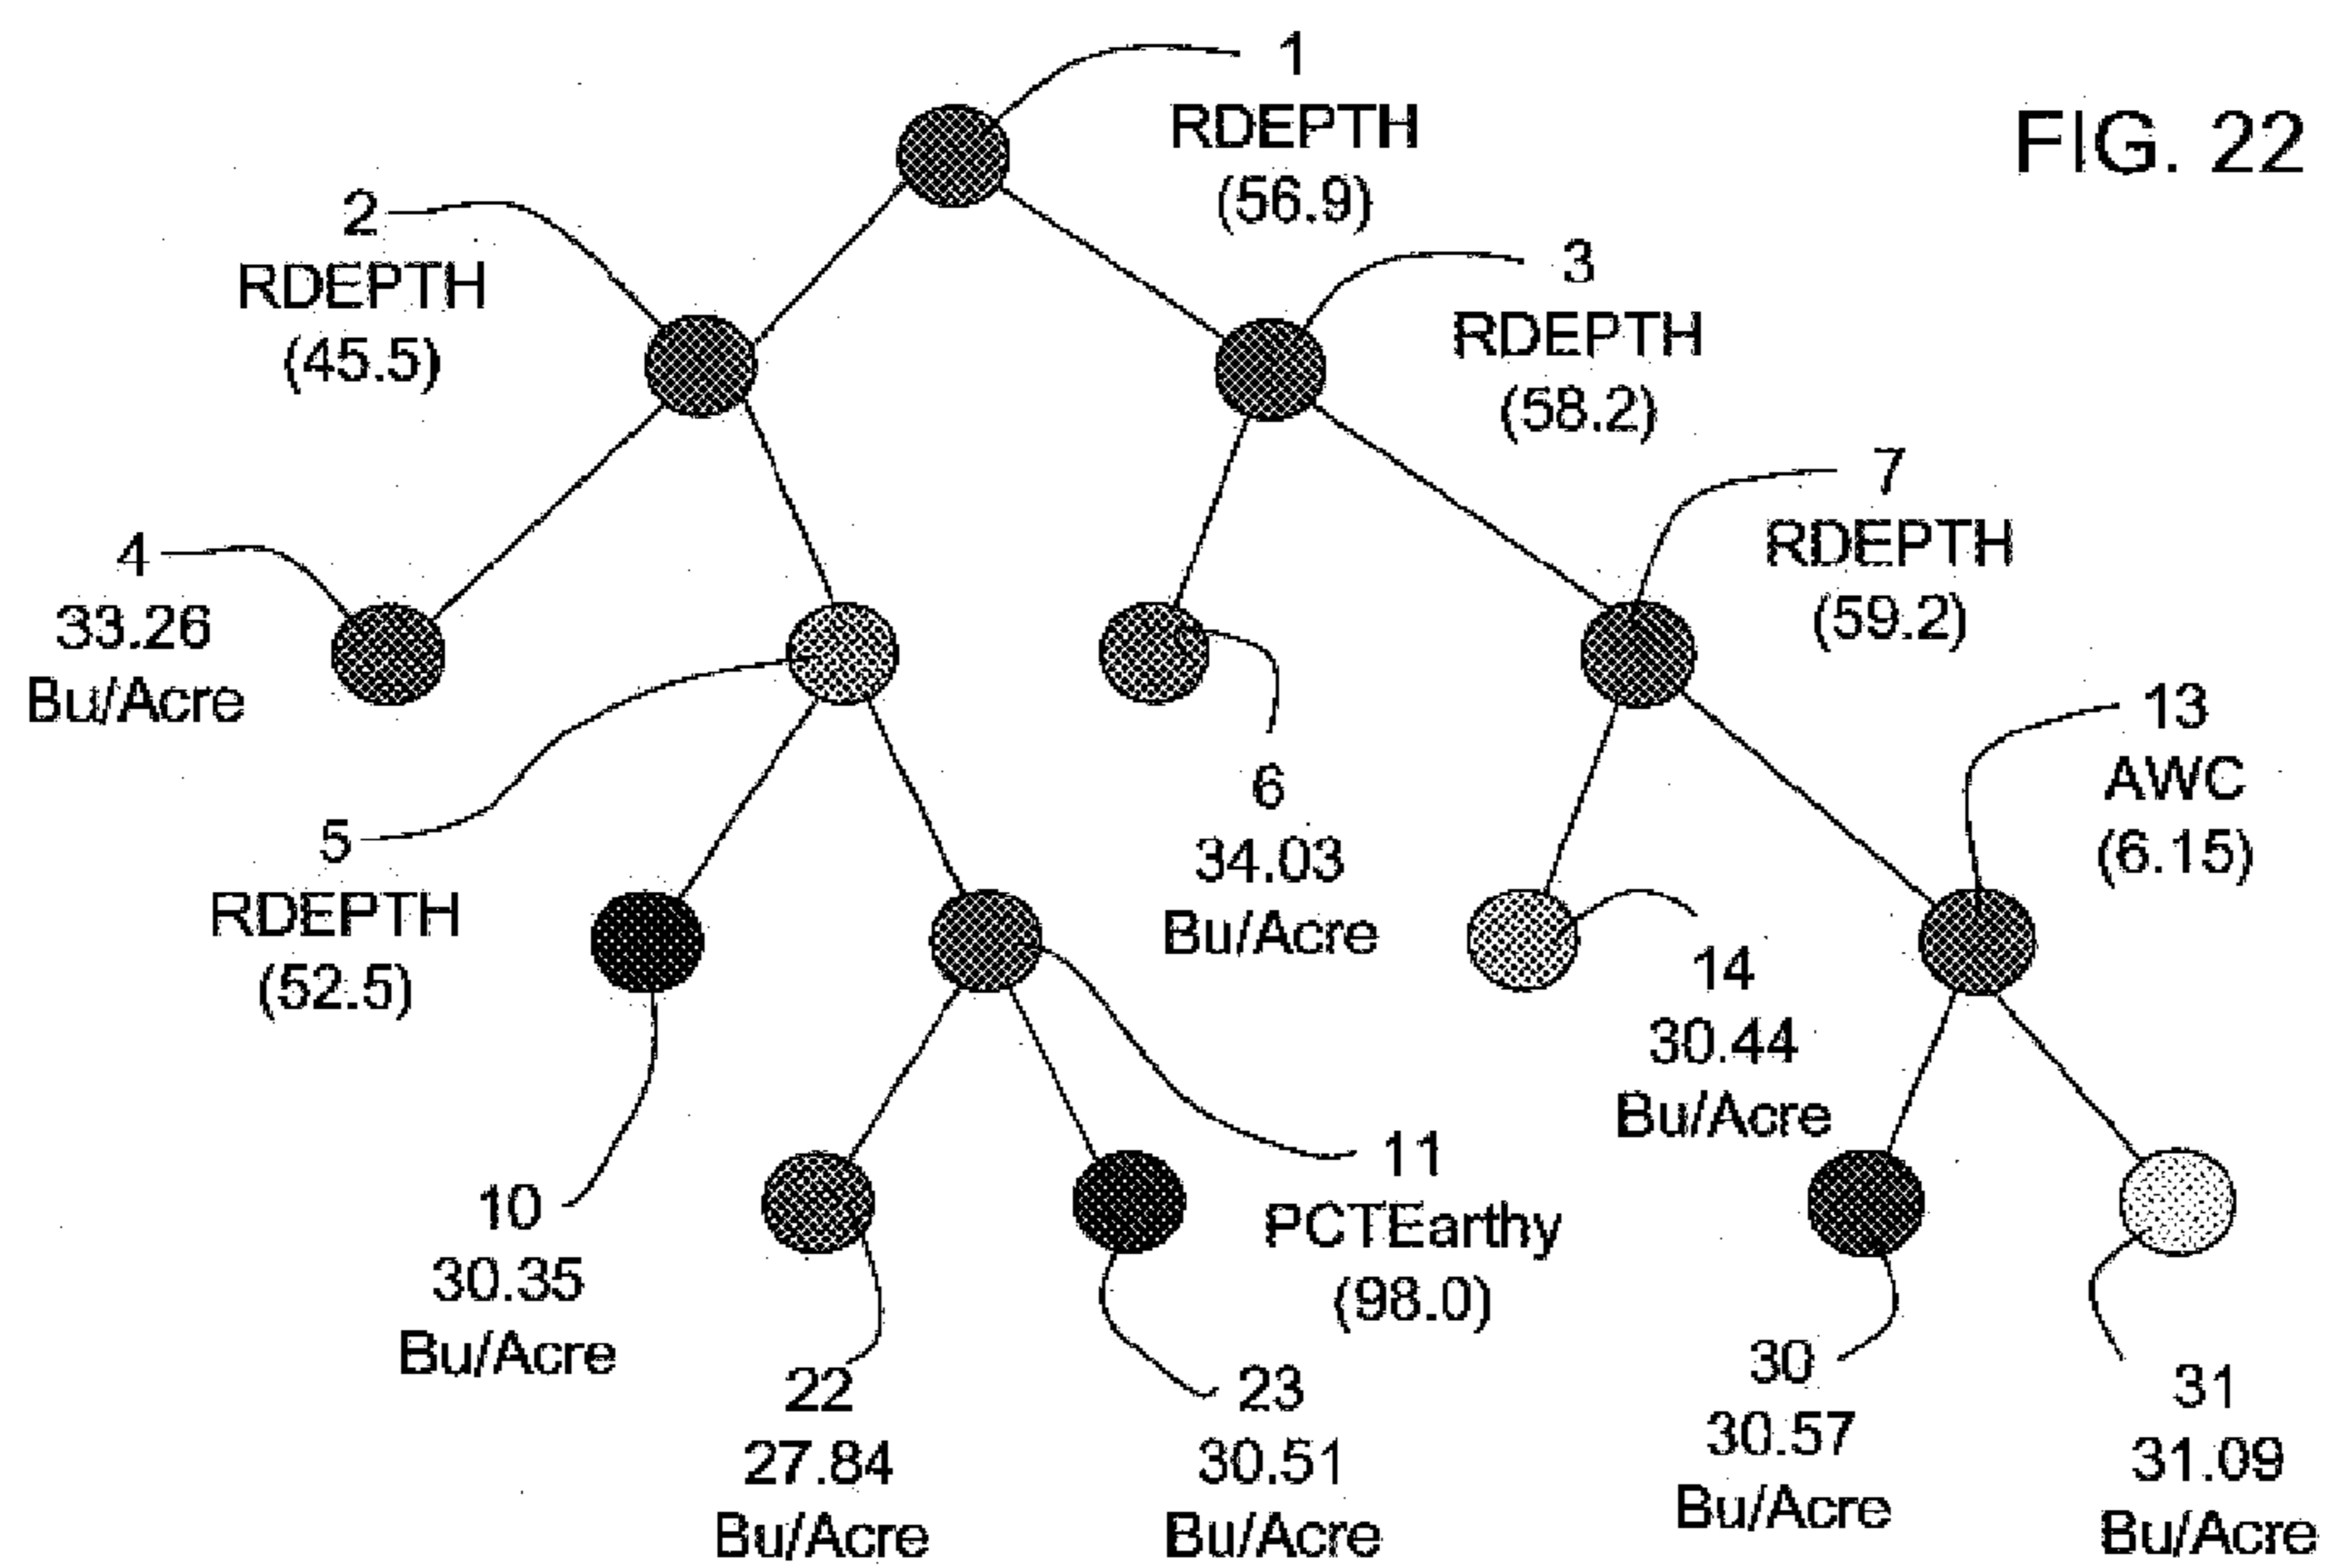 FIG. 22
1
RDEPTH
(56.9)
2
RDEPTH
(45.5)
3
RDEPTH
(58.2)
4
33.26
Bu/Acre
7
RDEPTH
(59.2)
5
RDEPTH
(52.5)
6
34.03
Bu/Acre
13
AWC
(6.15)
14
30.44
Bu/Acre
10
30.35
Bu/Acre
11
PCTEarthy
(98.0)
22
27.84
Bu/Acre
23
30.51
Bu/Acre
30
30.57
Bu/Acre
31
31.09
Bu/Acre